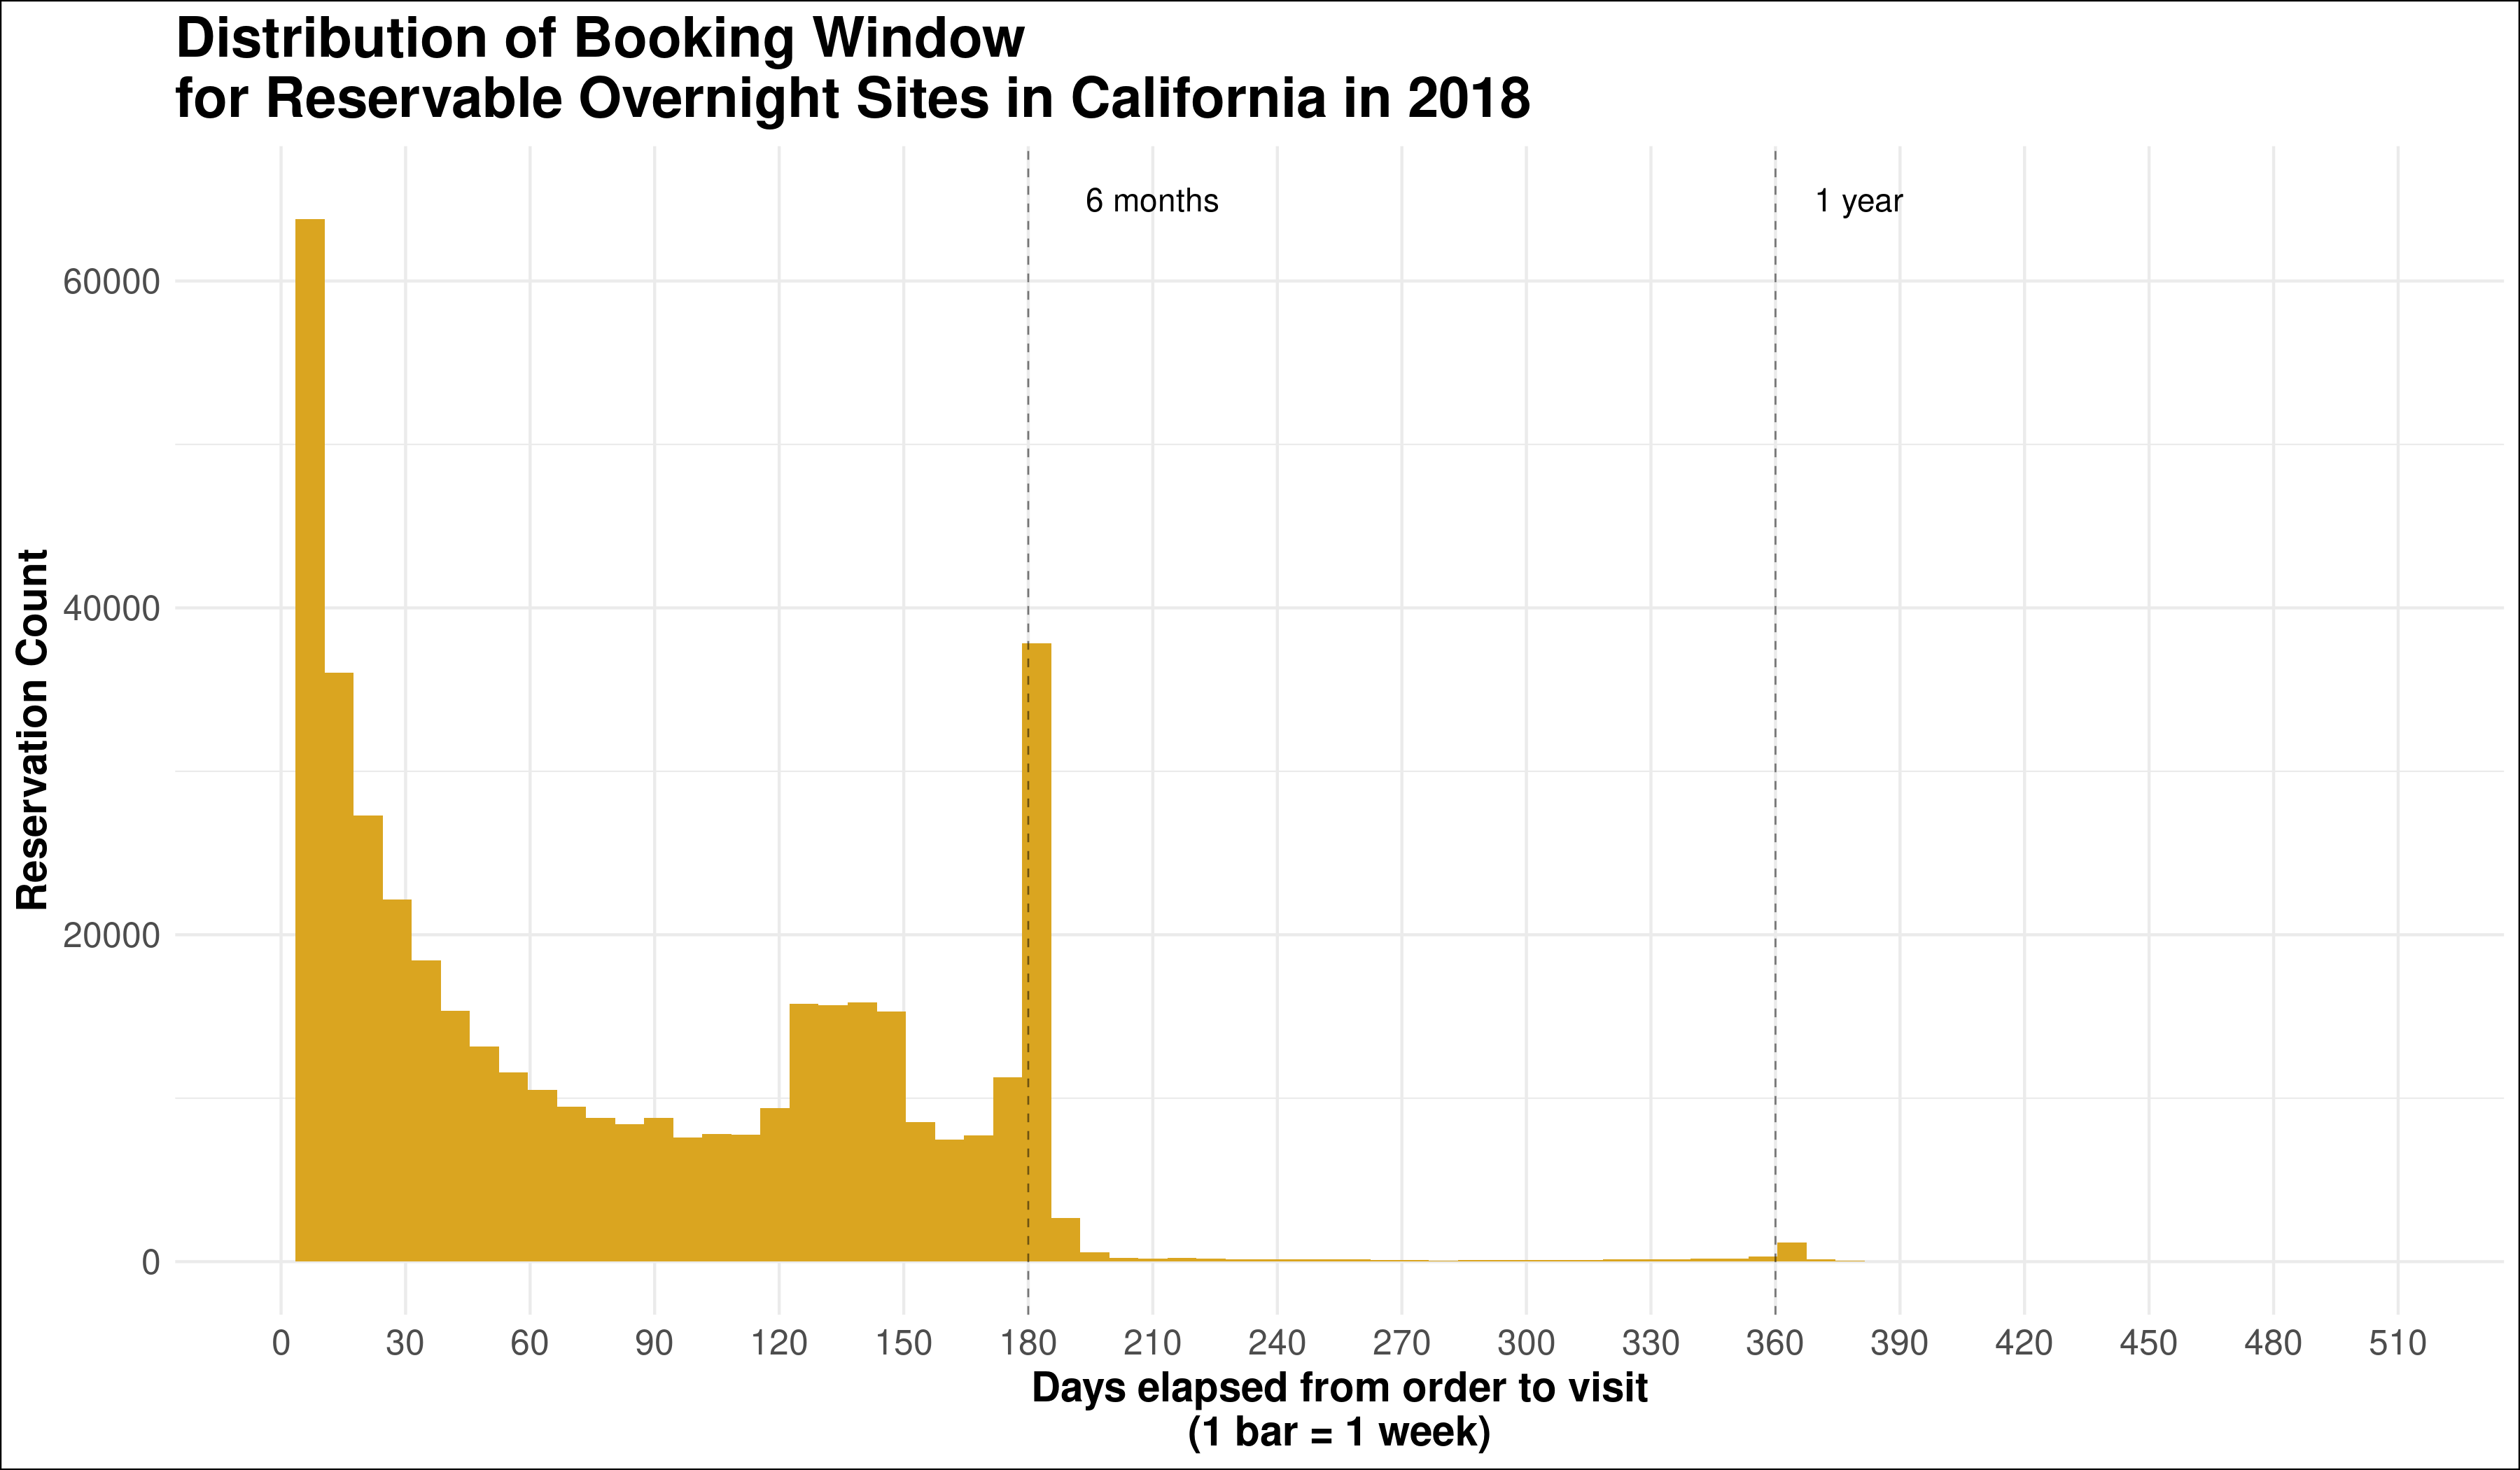 Distribution of Booking Window
for Reservable Overnight Sites in California in 2018
6 months
1 year
60000
40000
20000
0
Reservation Count
0 30 60 90 120 150 180 210 240 270 300 330 360 390 420 450 480 510
Days elapsed from order to visit
(1 bar = 1 week)